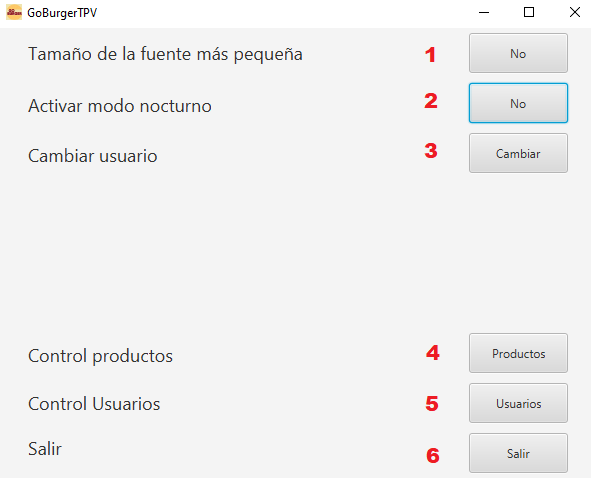 GoBurgerTPV
Tamaño de la fuente más pequeña 1 No
Activar modo nocturno 2 No
Cambiar usuario 3 Cambiar
Control productos 4 Productos
Control Usuarios 5 Usuarios
Salir 6 Salir